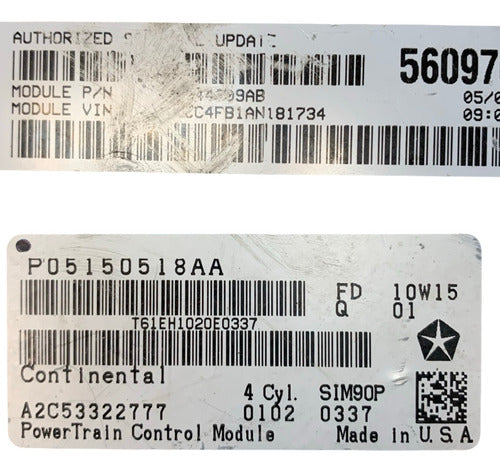 AUTHORIZED UPDATE
56097
MODULE P/N 09AB 05/0
MODULE VIN C4FB1AN181734 09:0
P05150518AA
FD 10W15
Q 01
T61EH1020E0337
Continental
4 Cyl. SIM90P
A2C53322777 0102 0337
PowerTrain Control Module Made in U.S.A